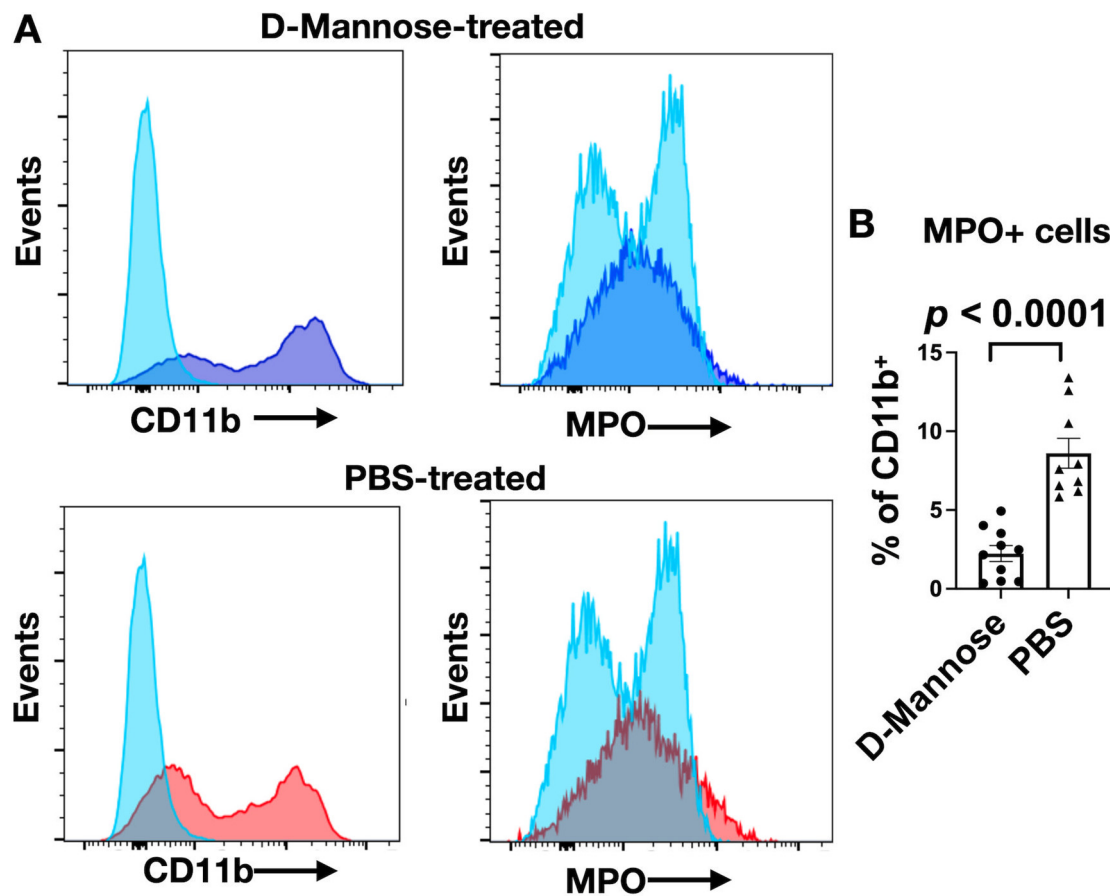 A
D-Mannose-treated
Events
CD11b
Events
MPO
PBS-treated
Events
CD11b
Events
MPO
B
MPO+ cells
p < 0.0001
% of CD11b⁺
15
10
5
0
D-Mannose
PBS